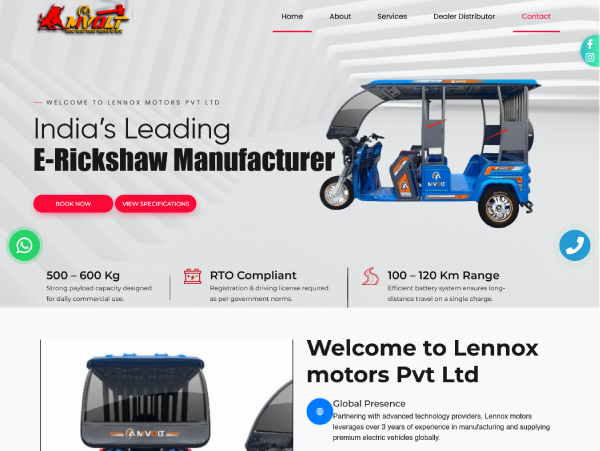 AMVOLT
Home
About
Services
Dealer Distributor
Contact
WELCOME TO LENNOX MOTORS PVT LTD
India's Leading
E-Rickshaw Manufacturer
BOOK NOW
VIEW SPECIFICATIONS
AMVOLT
500 – 600 Kg
Strong payload capacity designed
for daily commercial use.
RTO Compliant
Registration & driving license required
as per government norms.
100 – 120 Km Range
Efficient battery system ensures long-
distance travel on a single charge.
AMVOLT
Welcome to Lennox
motors Pvt Ltd
Global Presence
Partnering with advanced technology providers, Lennox motors
leverages over 3 years of experience in manufacturing and supplying
premium electric vehicles globally.